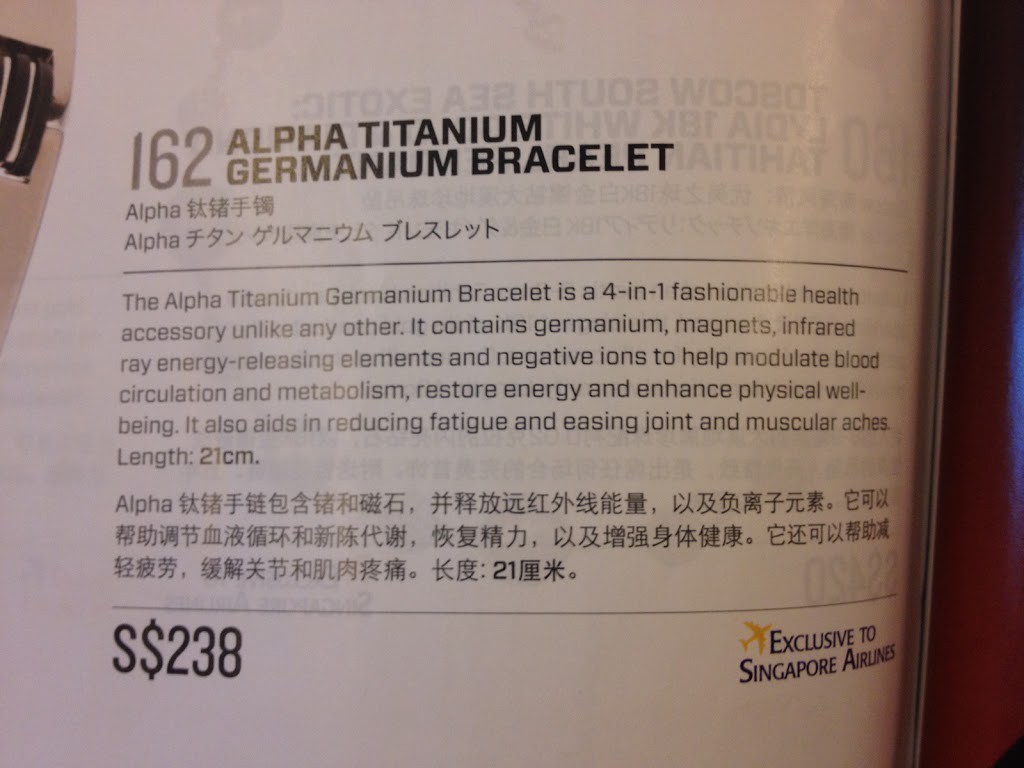 162 ALPHA TITANIUM
GERMANIUM BRACELET
Alpha 钛锗手镯
Alpha チタン ゲルマニウム ブレスレット
The Alpha Titanium Germanium Bracelet is a 4-in-1 fashionable health
accessory unlike any other. It contains germanium, magnets, infrared
ray energy-releasing elements and negative ions to help modulate blood
circulation and metabolism, restore energy and enhance physical well-
being. It also aids in reducing fatigue and easing joint and muscular aches.
Length: 21cm.
Alpha 钛锗手链包含锗和磁石，并释放远红外线能量，以及负离子元素。它可以
帮助调节血液循环和新陈代谢，恢复精力，以及增强身体健康。它还可以帮助减
轻疲劳，缓解关节和肌肉疼痛。长度: 21厘米。
S$238
EXCLUSIVE TO
SINGAPORE AIRLINES